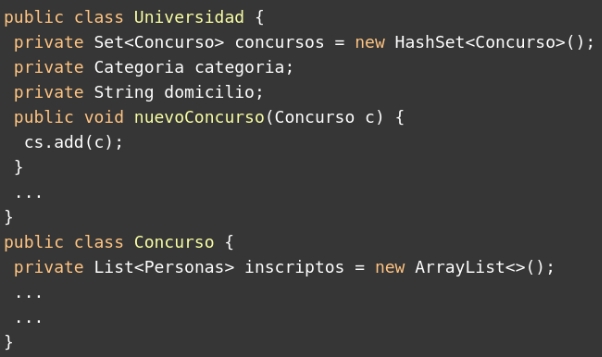 public class Universidad {
 private Set<Concurso> concursos = new HashSet<Concurso>();
 private Categoria categoria;
 private String domicilio;
 public void nuevoConcurso(Concurso c) {
  cs.add(c);
 }
 ...
}
public class Concurso {
 private List<Personas> inscriptos = new ArrayList<>();
 ...
 ...
}